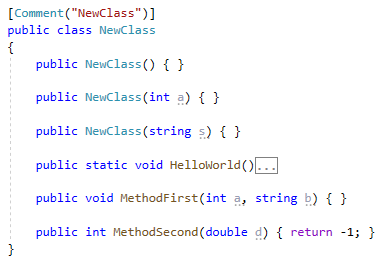 [Comment("NewClass")]
public class NewClass
{
public NewClass() { }
public NewClass(int a) { }
public NewClass(string s) { }
public static void HelloWorld()...
public void MethodFirst(int a, string b) { }
public int MethodSecond(double d) { return -1; }
}